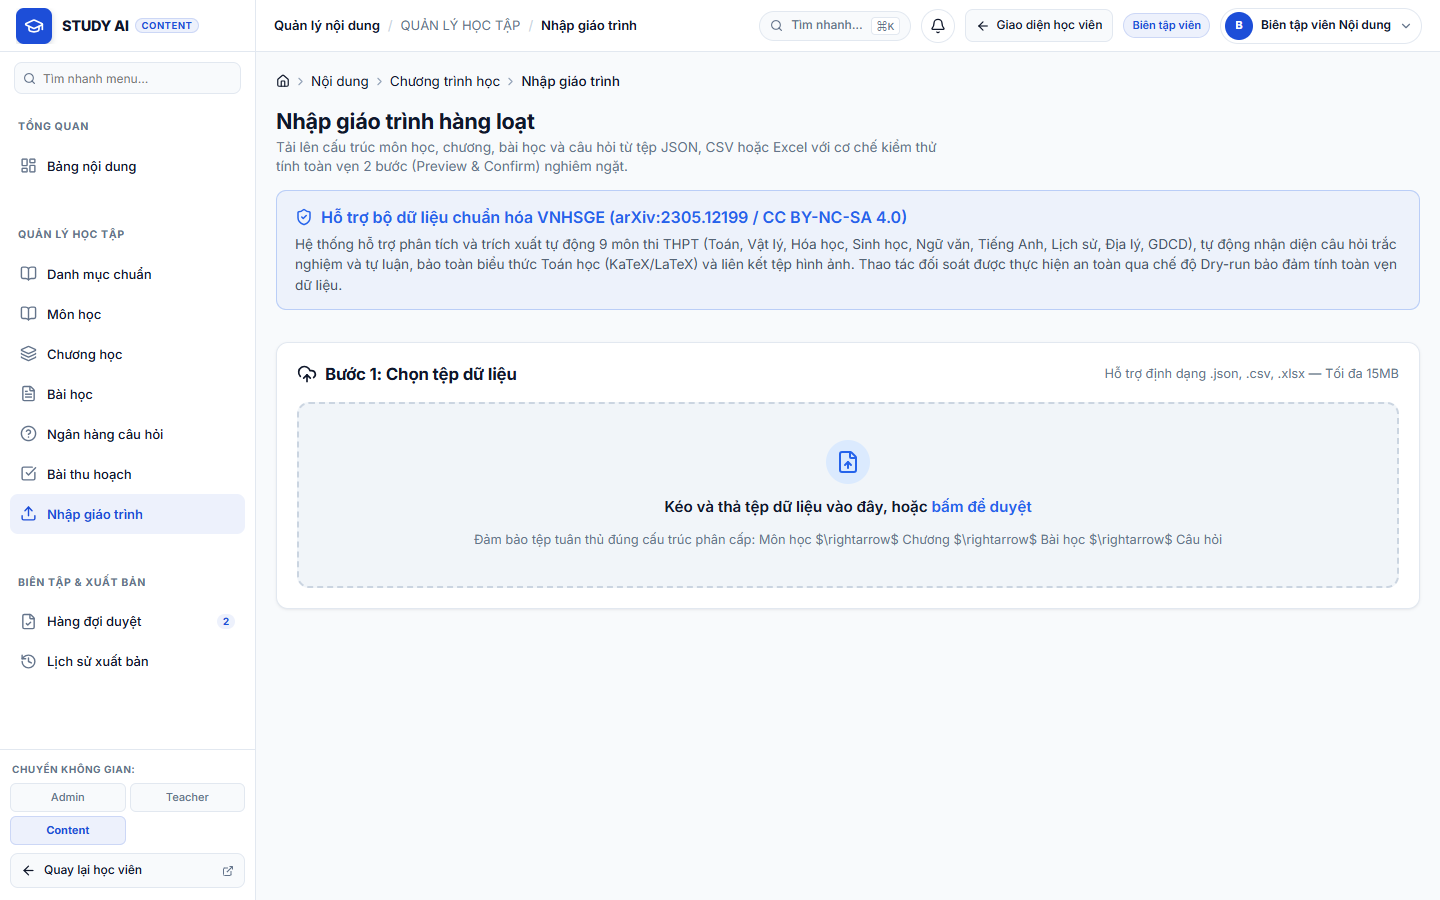 STUDY AI CONTENT
Tìm nhanh menu...
TỔNG QUAN
Bảng nội dung
QUẢN LÝ HỌC TẬP
Danh mục chuẩn
Môn học
Chương học
Bài học
Ngân hàng câu hỏi
Bài thu hoạch
Nhập giáo trình
BIÊN TẬP & XUẤT BẢN
Hàng đợi duyệt 2
Lịch sử xuất bản
CHUYỂN KHÔNG GIAN:
Admin Teacher
Content
Quay lại học viên
Quản lý nội dung / QUẢN LÝ HỌC TẬP / Nhập giáo trình
Tìm nhanh... ⌘K
Giao diện học viên
Biên tập viên
B Biên tập viên Nội dung
Nội dung > Chương trình học > Nhập giáo trình
Nhập giáo trình hàng loạt
Tải lên cấu trúc môn học, chương, bài học và câu hỏi từ tệp JSON, CSV hoặc Excel với cơ chế kiểm thử
tính toàn vẹn 2 bước (Preview & Confirm) nghiêm ngặt.
Hỗ trợ bộ dữ liệu chuẩn hóa VNHSGE (arXiv:2305.12199 / CC BY-NC-SA 4.0)
Hệ thống hỗ trợ phân tích và trích xuất tự động 9 môn thi THPT (Toán, Vật lý, Hóa học, Sinh học, Ngữ văn, Tiếng Anh, Lịch sử, Địa lý, GDCD), tự động nhận diện câu hỏi trắc
nghiệm và tự luận, bảo toàn biểu thức Toán học (KaTeX/LaTeX) và liên kết tệp hình ảnh. Thao tác đối soát được thực hiện an toàn qua chế độ Dry-run bảo đảm tính toàn vẹn
dữ liệu.
Bước 1: Chọn tệp dữ liệu
Hỗ trợ định dạng .json, .csv, .xlsx — Tối đa 15MB
Kéo và thả tệp dữ liệu vào đây, hoặc bấm để duyệt
Đảm bảo tệp tuân thủ đúng cấu trúc phân cấp: Môn học $\rightarrow$ Chương $\rightarrow$ Bài học $\rightarrow$ Câu hỏi